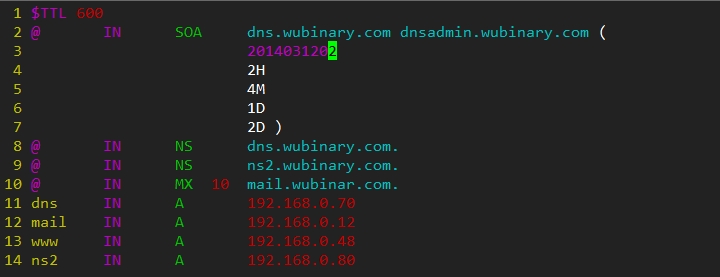 1 $TTL 600
2 @ IN SOA dns.wubinary.com dnsadmin.wubinary.com (
3 2014031202
4 2H
5 4M
6 1D
7 2D )
8 @ IN NS dns.wubinary.com.
9 @ IN NS ns2.wubinary.com.
10 @ IN MX 10 mail.wubinar.com.
11 dns IN A 192.168.0.70
12 mail IN A 192.168.0.12
13 www IN A 192.168.0.48
14 ns2 IN A 192.168.0.80